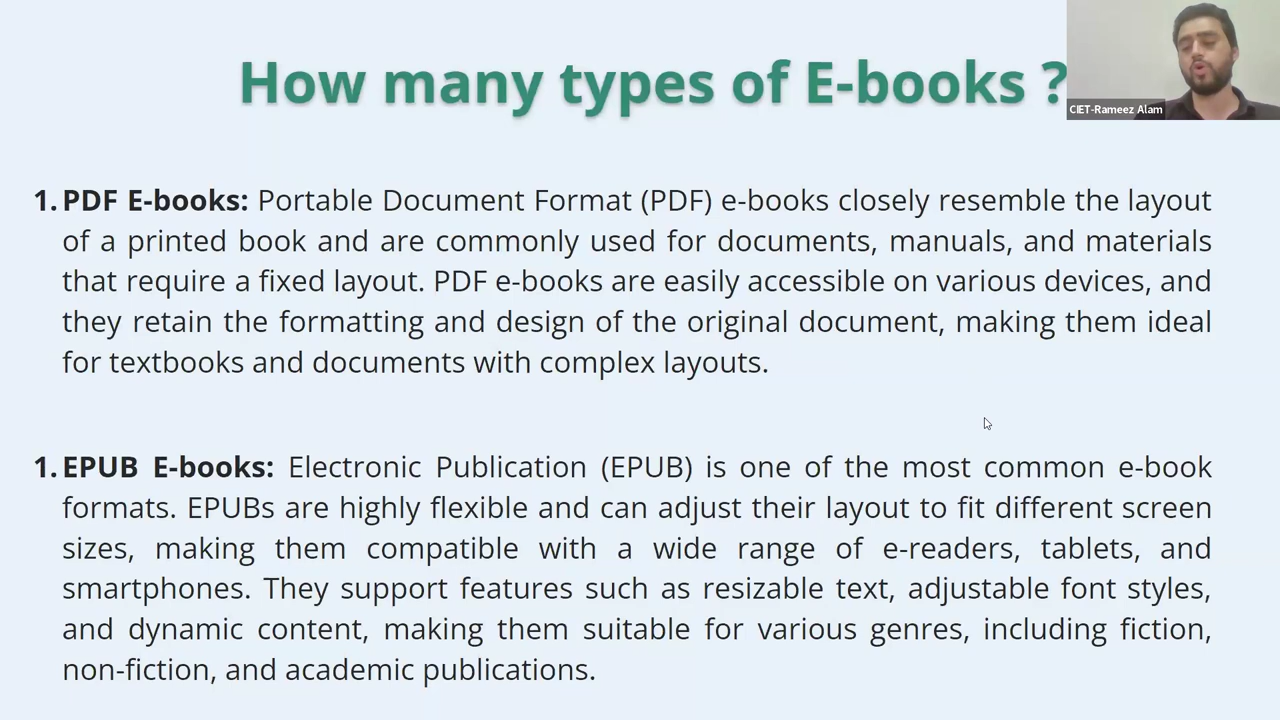 How many types of E-books ?
CIET-Rameez Alam
1. PDF E-books: Portable Document Format (PDF) e-books closely resemble the layout
of a printed book and are commonly used for documents, manuals, and materials
that require a fixed layout. PDF e-books are easily accessible on various devices, and
they retain the formatting and design of the original document, making them ideal
for textbooks and documents with complex layouts.
1. EPUB E-books: Electronic Publication (EPUB) is one of the most common e-book
formats. EPUBs are highly flexible and can adjust their layout to fit different screen
sizes, making them compatible with a wide range of e-readers, tablets, and
smartphones. They support features such as resizable text, adjustable font styles,
and dynamic content, making them suitable for various genres, including fiction,
non-fiction, and academic publications.